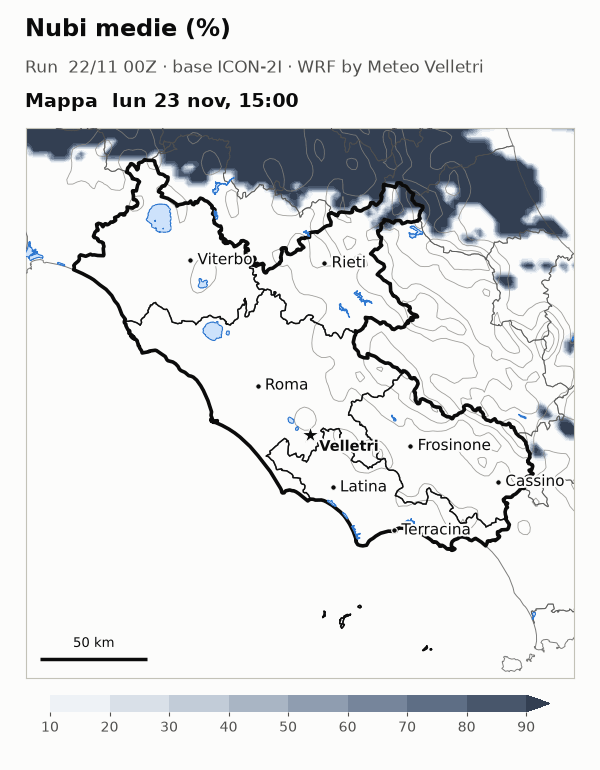 Nubi medie (%)
Run  22/11 00Z · base ICON-2I · WRF by Meteo Velletri
Mappa  lun 23 nov, 15:00
Viterbo
Rieti
Roma
Velletri
Frosinone
Latina
Cassino
Terracina
50 km
10 20 30 40 50 60 70 80 90